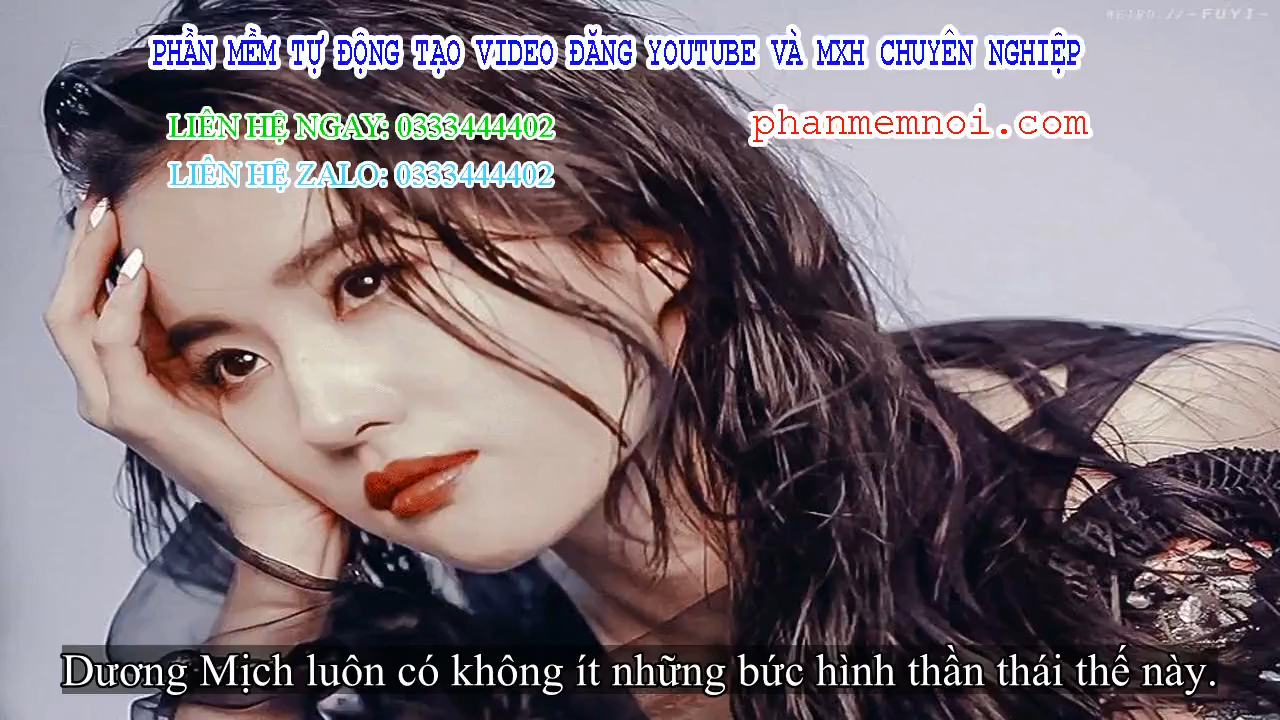 -FUYI-
PHẦN MỀM TỰ ĐỘNG TẠO VIDEO ĐĂNG YOUTUBE VÀ MXH CHUYÊN NGHIỆP
LIÊN HỆ NGAY: 0333444402
phanmemnoi.com
LIÊN HỆ ZALO: 0333444402
Dương Mịch luôn có không ít những bức hình thần thái thế này.